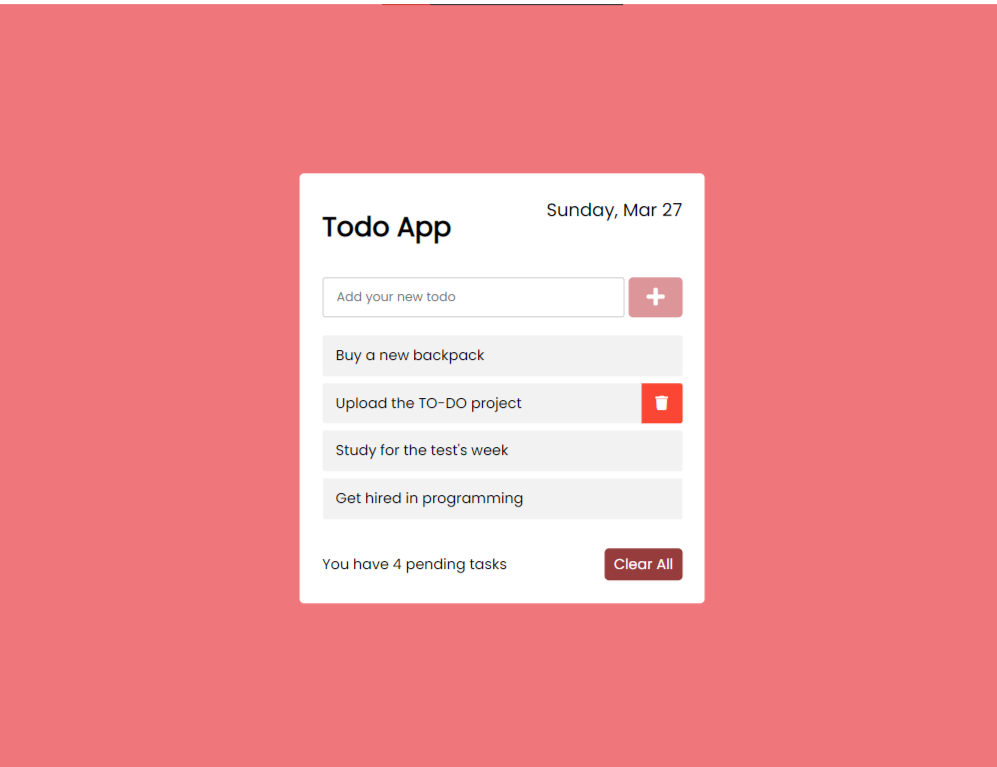 Todo App
Sunday, Mar 27
Add your new todo
Buy a new backpack
Upload the TO-DO project
Study for the test's week
Get hired in programming
You have 4 pending tasks
Clear All